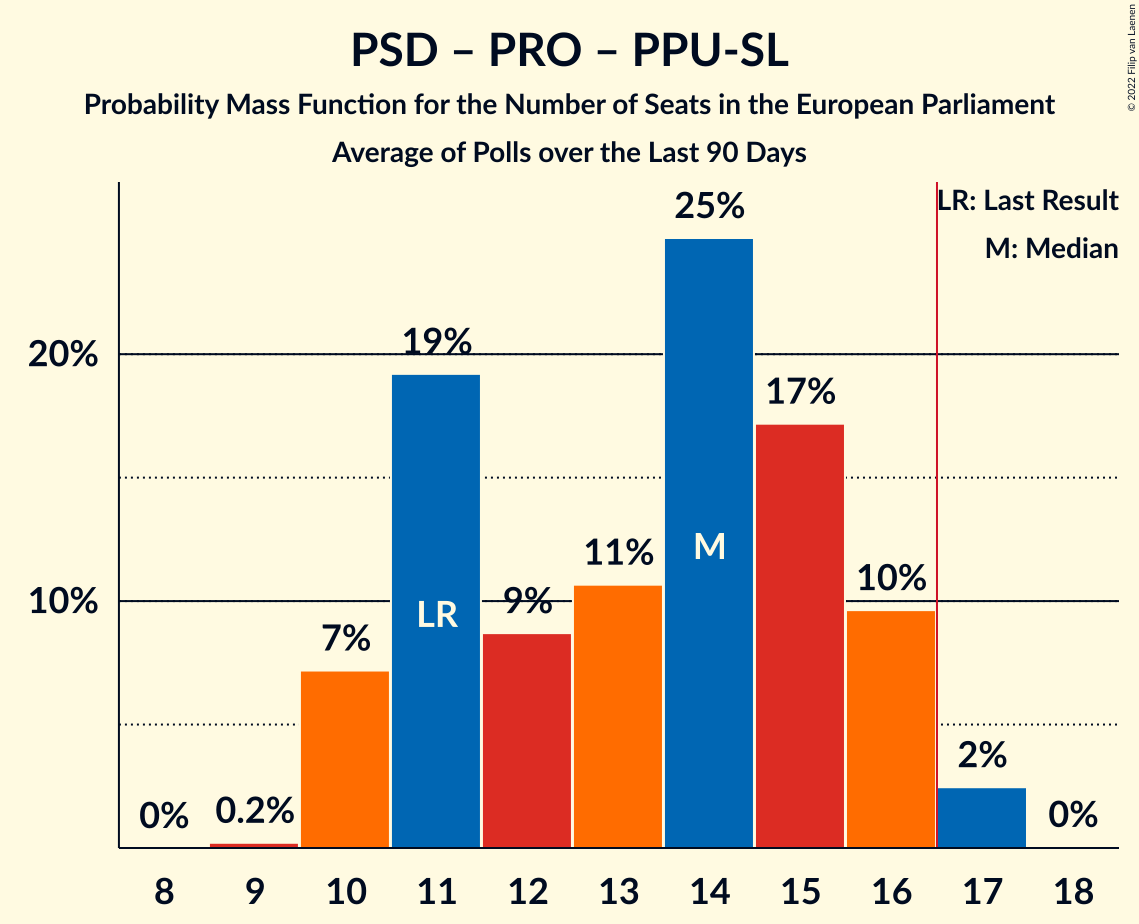 PSD – PRO – PPU-SL
Probability Mass Function for the Number of Seats in the European Parliament
Average of Polls over the Last 90 Days
© 2022 Filip van Laenen
LR: Last Result
M: Median
20%
10%
0%
0.2%
7%
19%
9%
11%
25%
17%
10%
2%
0%
LR
M
8 9 10 11 12 13 14 15 16 17 18